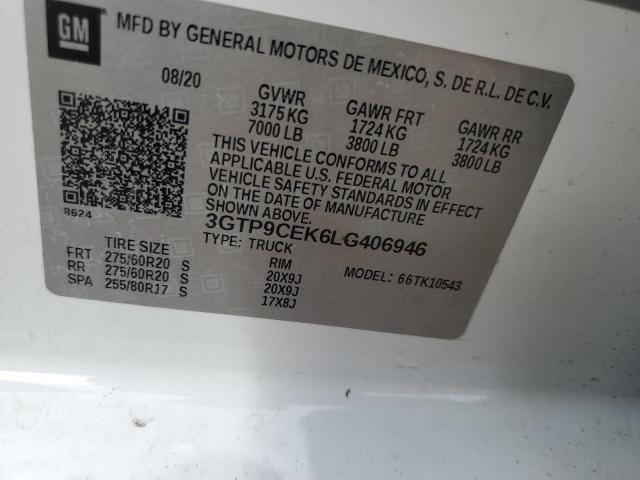 GM
MFD BY GENERAL MOTORS DE MEXICO, S. DE R.L. DE C.V.
08/20 GVWR GAWR FRT GAWR RR
3175 KG 1724 KG 1724 KG
7000 LB 3800 LB 3800 LB
THIS VEHICLE CONFORMS TO ALL
APPLICABLE U.S. FEDERAL MOTOR
VEHICLE SAFETY STANDARDS IN EFFECT
ON THE DATE OF MANUFACTURE
SHOWN ABOVE.
8624
3GTP9CEK6LG406946
TYPE: TRUCK MODEL: 66TK10543
TIRE SIZE RIM
FRT 275/60R20 S 20X9J
RR 275/60R20 S 20X9J
SPA 255/80R17 S 17X8J